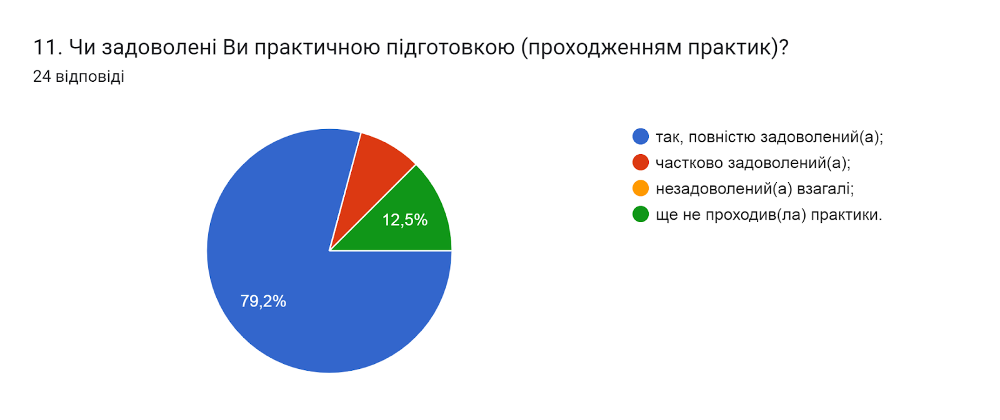 11. Чи задоволені Ви практичною підготовкою (проходженням практик)?
24 відповіді
так, повністю задоволений(а);
частково задоволений(а);
незадоволений(а) взагалі;
ще не проходив(ла) практики.
12,5%
79,2%